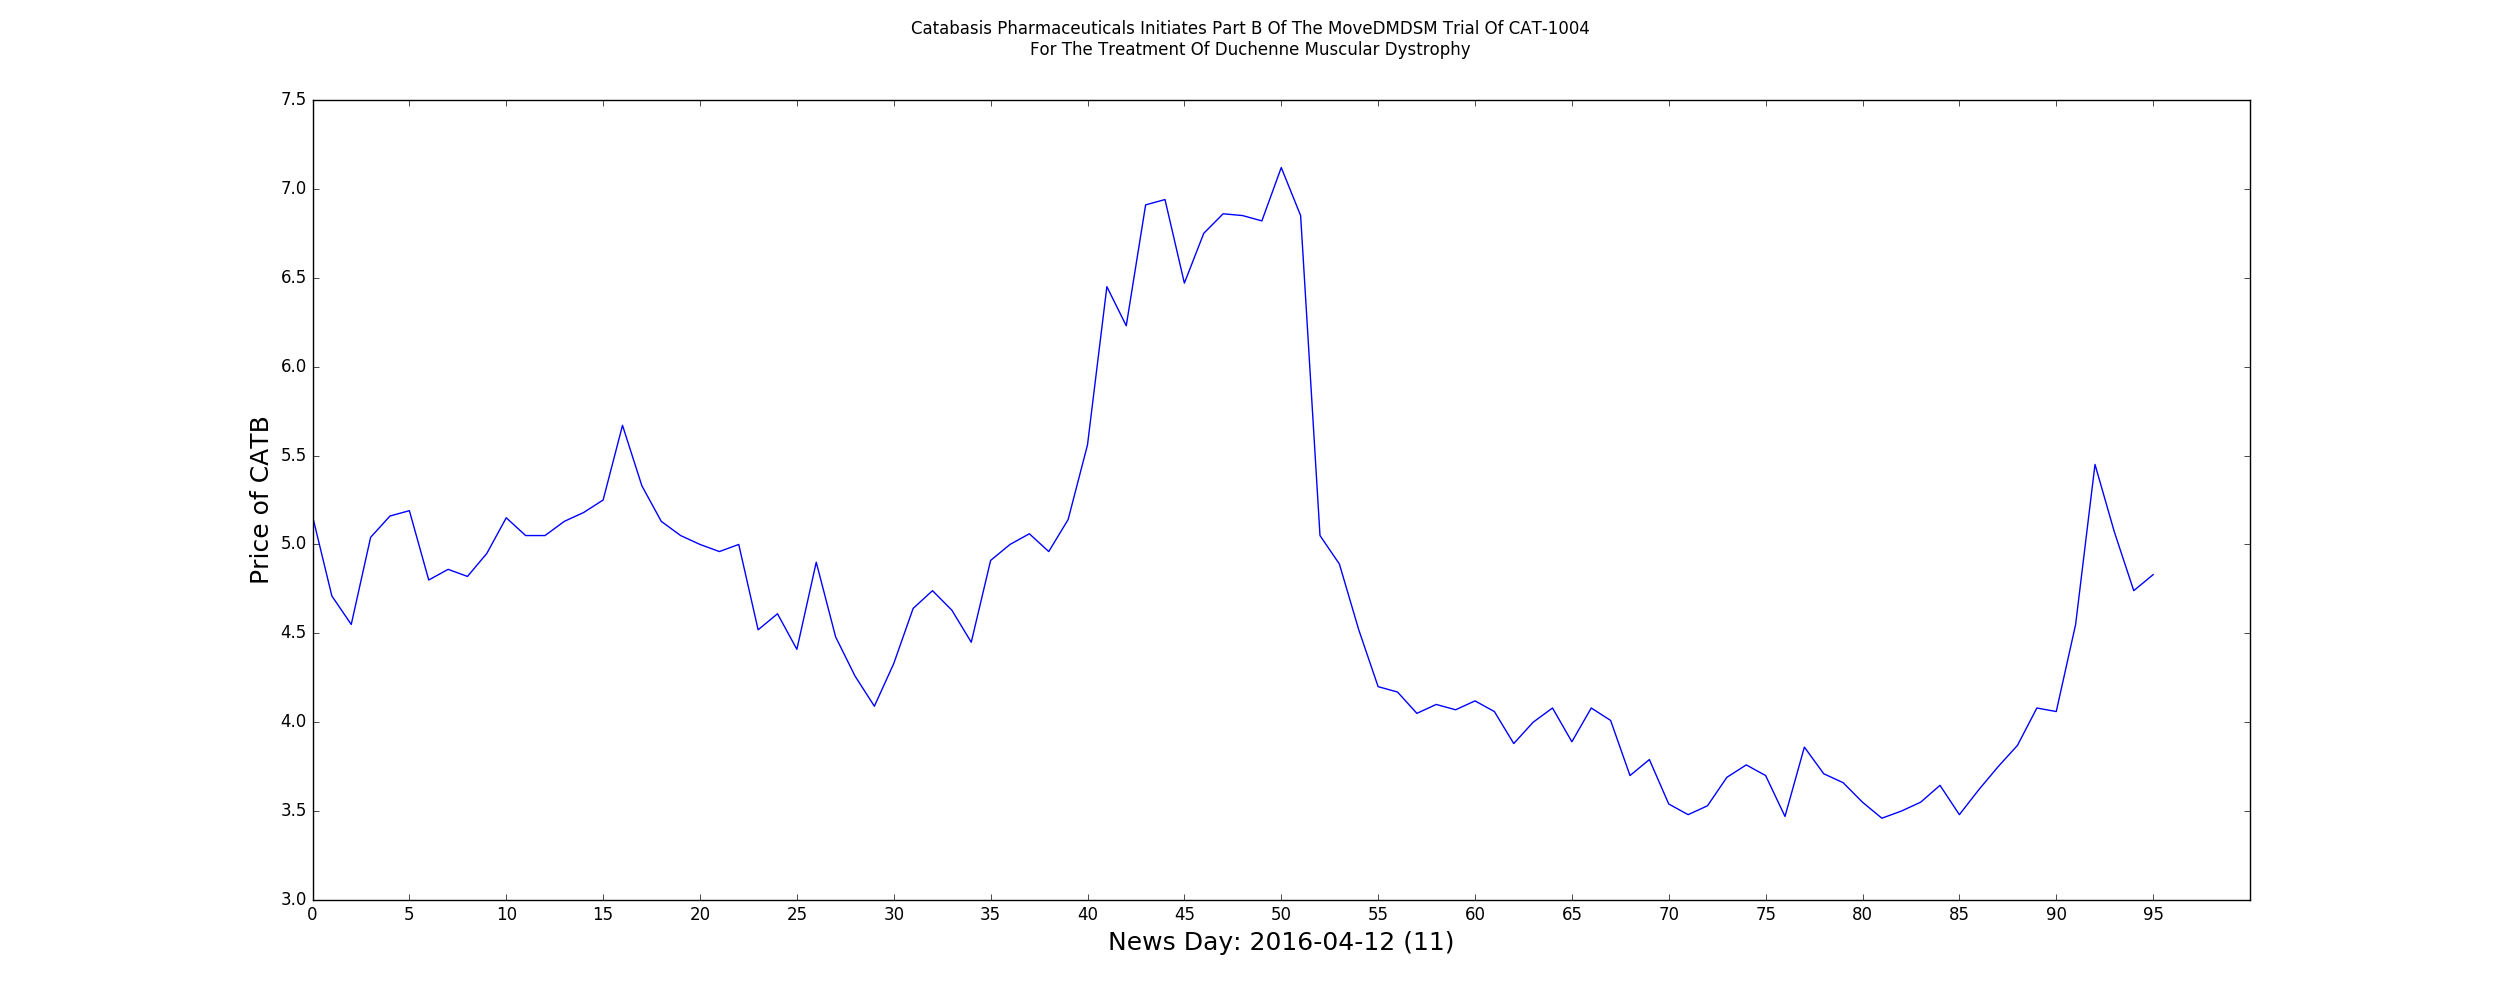 Catabasis Pharmaceuticals Initiates Part B Of The MoveDMDSM Trial Of CAT-1004
For The Treatment Of Duchenne Muscular Dystrophy
7.5
7.0
6.5
6.0
5.5
5.0
4.5
4.0
3.5
3.0
Price of CATB
0 5 10 15 20 25 30 35 40 45 50 55 60 65 70 75 80 85 90 95
News Day: 2016-04-12 (11)